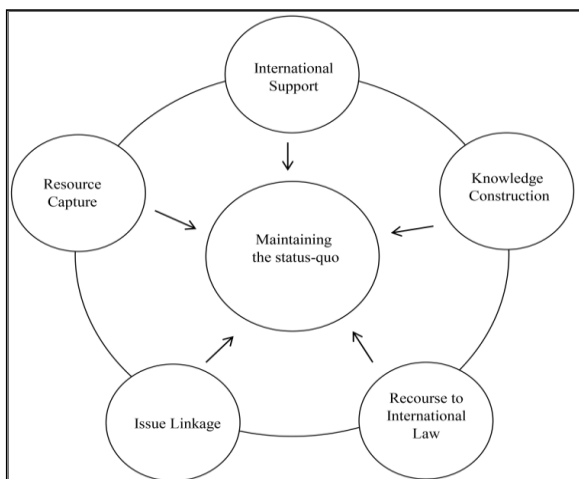 International
Support
Resource
Capture
Knowledge
Construction
Maintaining
the status-quo
Issue Linkage
Recourse to
International
Law